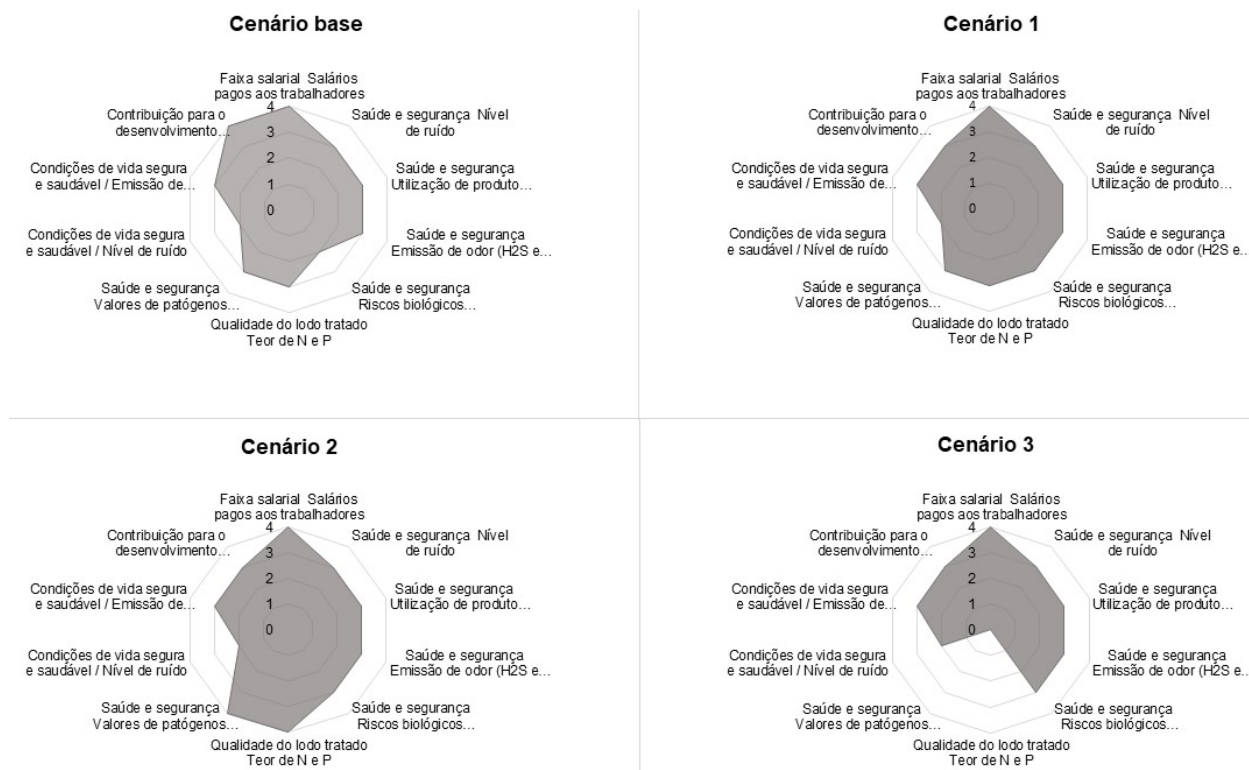 Cenário base
Faixa salarial Salários
pagos aos trabalhadores
Contribuição para o
desenvolvimento...
Saúde e segurança Nível
de ruído
Condições de vida segura
e saudável / Emissão de...
Saúde e segurança
Utilização de produto...
Condições de vida segura
e saudável / Nível de ruído
Saúde e segurança
Emissão de odor (H2S e...
Saúde e segurança
Valores de patógenos...
Saúde e segurança
Riscos biológicos...
Qualidade do lodo tratado
Teor de N e P
4
3
2
1
0
Cenário 1
Faixa salarial Salários
pagos aos trabalhadores
Contribuição para o
desenvolvimento...
Saúde e segurança Nível
de ruído
Condições de vida segura
e saudável / Emissão de...
Saúde e segurança
Utilização de produto...
Condições de vida segura
e saudável / Nível de ruído
Saúde e segurança
Emissão de odor (H2S e...
Saúde e segurança
Valores de patógenos...
Saúde e segurança
Riscos biológicos...
Qualidade do lodo tratado
Teor de N e P
4
3
2
1
0
Cenário 2
Faixa salarial Salários
pagos aos trabalhadores
Contribuição para o
desenvolvimento...
Saúde e segurança Nível
de ruído
Condições de vida segura
e saudável / Emissão de...
Saúde e segurança
Utilização de produto...
Condições de vida segura
e saudável / Nível de ruído
Saúde e segurança
Emissão de odor (H2S e...
Saúde e segurança
Valores de patógenos...
Saúde e segurança
Riscos biológicos...
Qualidade do lodo tratado
Teor de N e P
4
3
2
1
0
Cenário 3
Faixa salarial Salários
pagos aos trabalhadores
Contribuição para o
desenvolvimento...
Saúde e segurança Nível
de ruído
Condições de vida segura
e saudável / Emissão de...
Saúde e segurança
Utilização de produto...
Condições de vida segura
e saudável / Nível de ruído
Saúde e segurança
Emissão de odor (H2S e...
Saúde e segurança
Valores de patógenos...
Saúde e segurança
Riscos biológicos...
Qualidade do lodo tratado
Teor de N e P
4
3
2
1
0